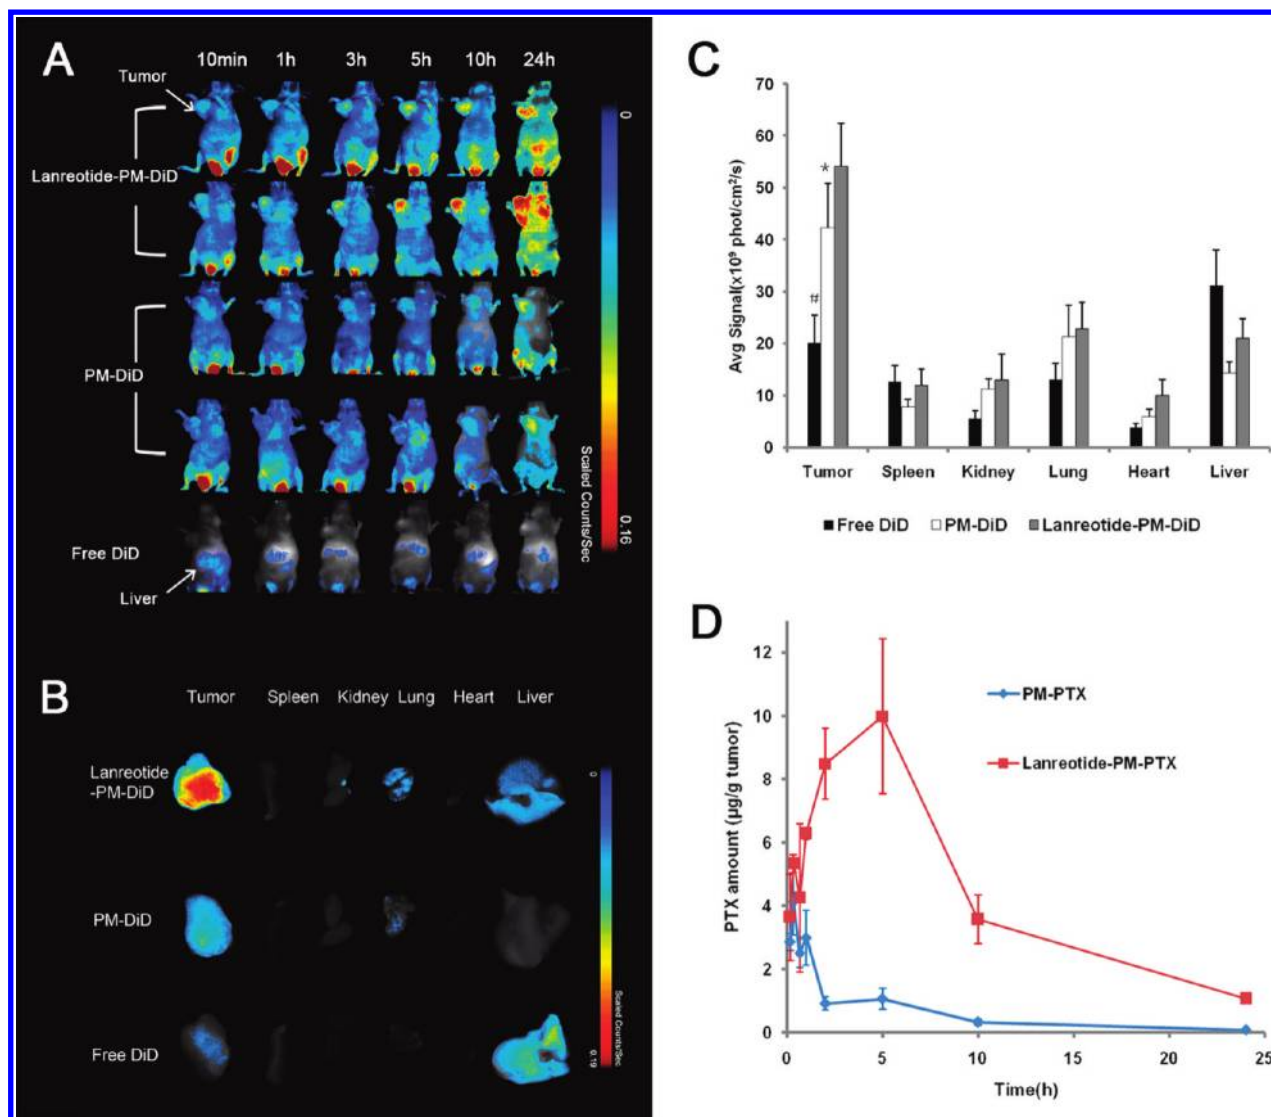 A
10min 1h 3h 5h 10h 24h
Tumor
Lanreotide-PM-DiD
PM-DiD
Free DiD
Liver
0
Scaled Counts/Sec
0.16
B
Tumor Spleen Kidney Lung Heart Liver
Lanreotide
-PM-DiD
PM-DiD
Free DiD
0
Scaled Counts/Sec
0.19
C
Avg Signal(x10⁹ phot/cm²/s)
70
60
50
40
30
20
10
0
*
#
Tumor Spleen Kidney Lung Heart Liver
Free DiD PM-DiD Lanreotide-PM-DiD
D
PTX amount (µg/g tumor)
12
10
8
6
4
2
0
PM-PTX
Lanreotide-PM-PTX
0 5 10 15 20 25
Time(h)